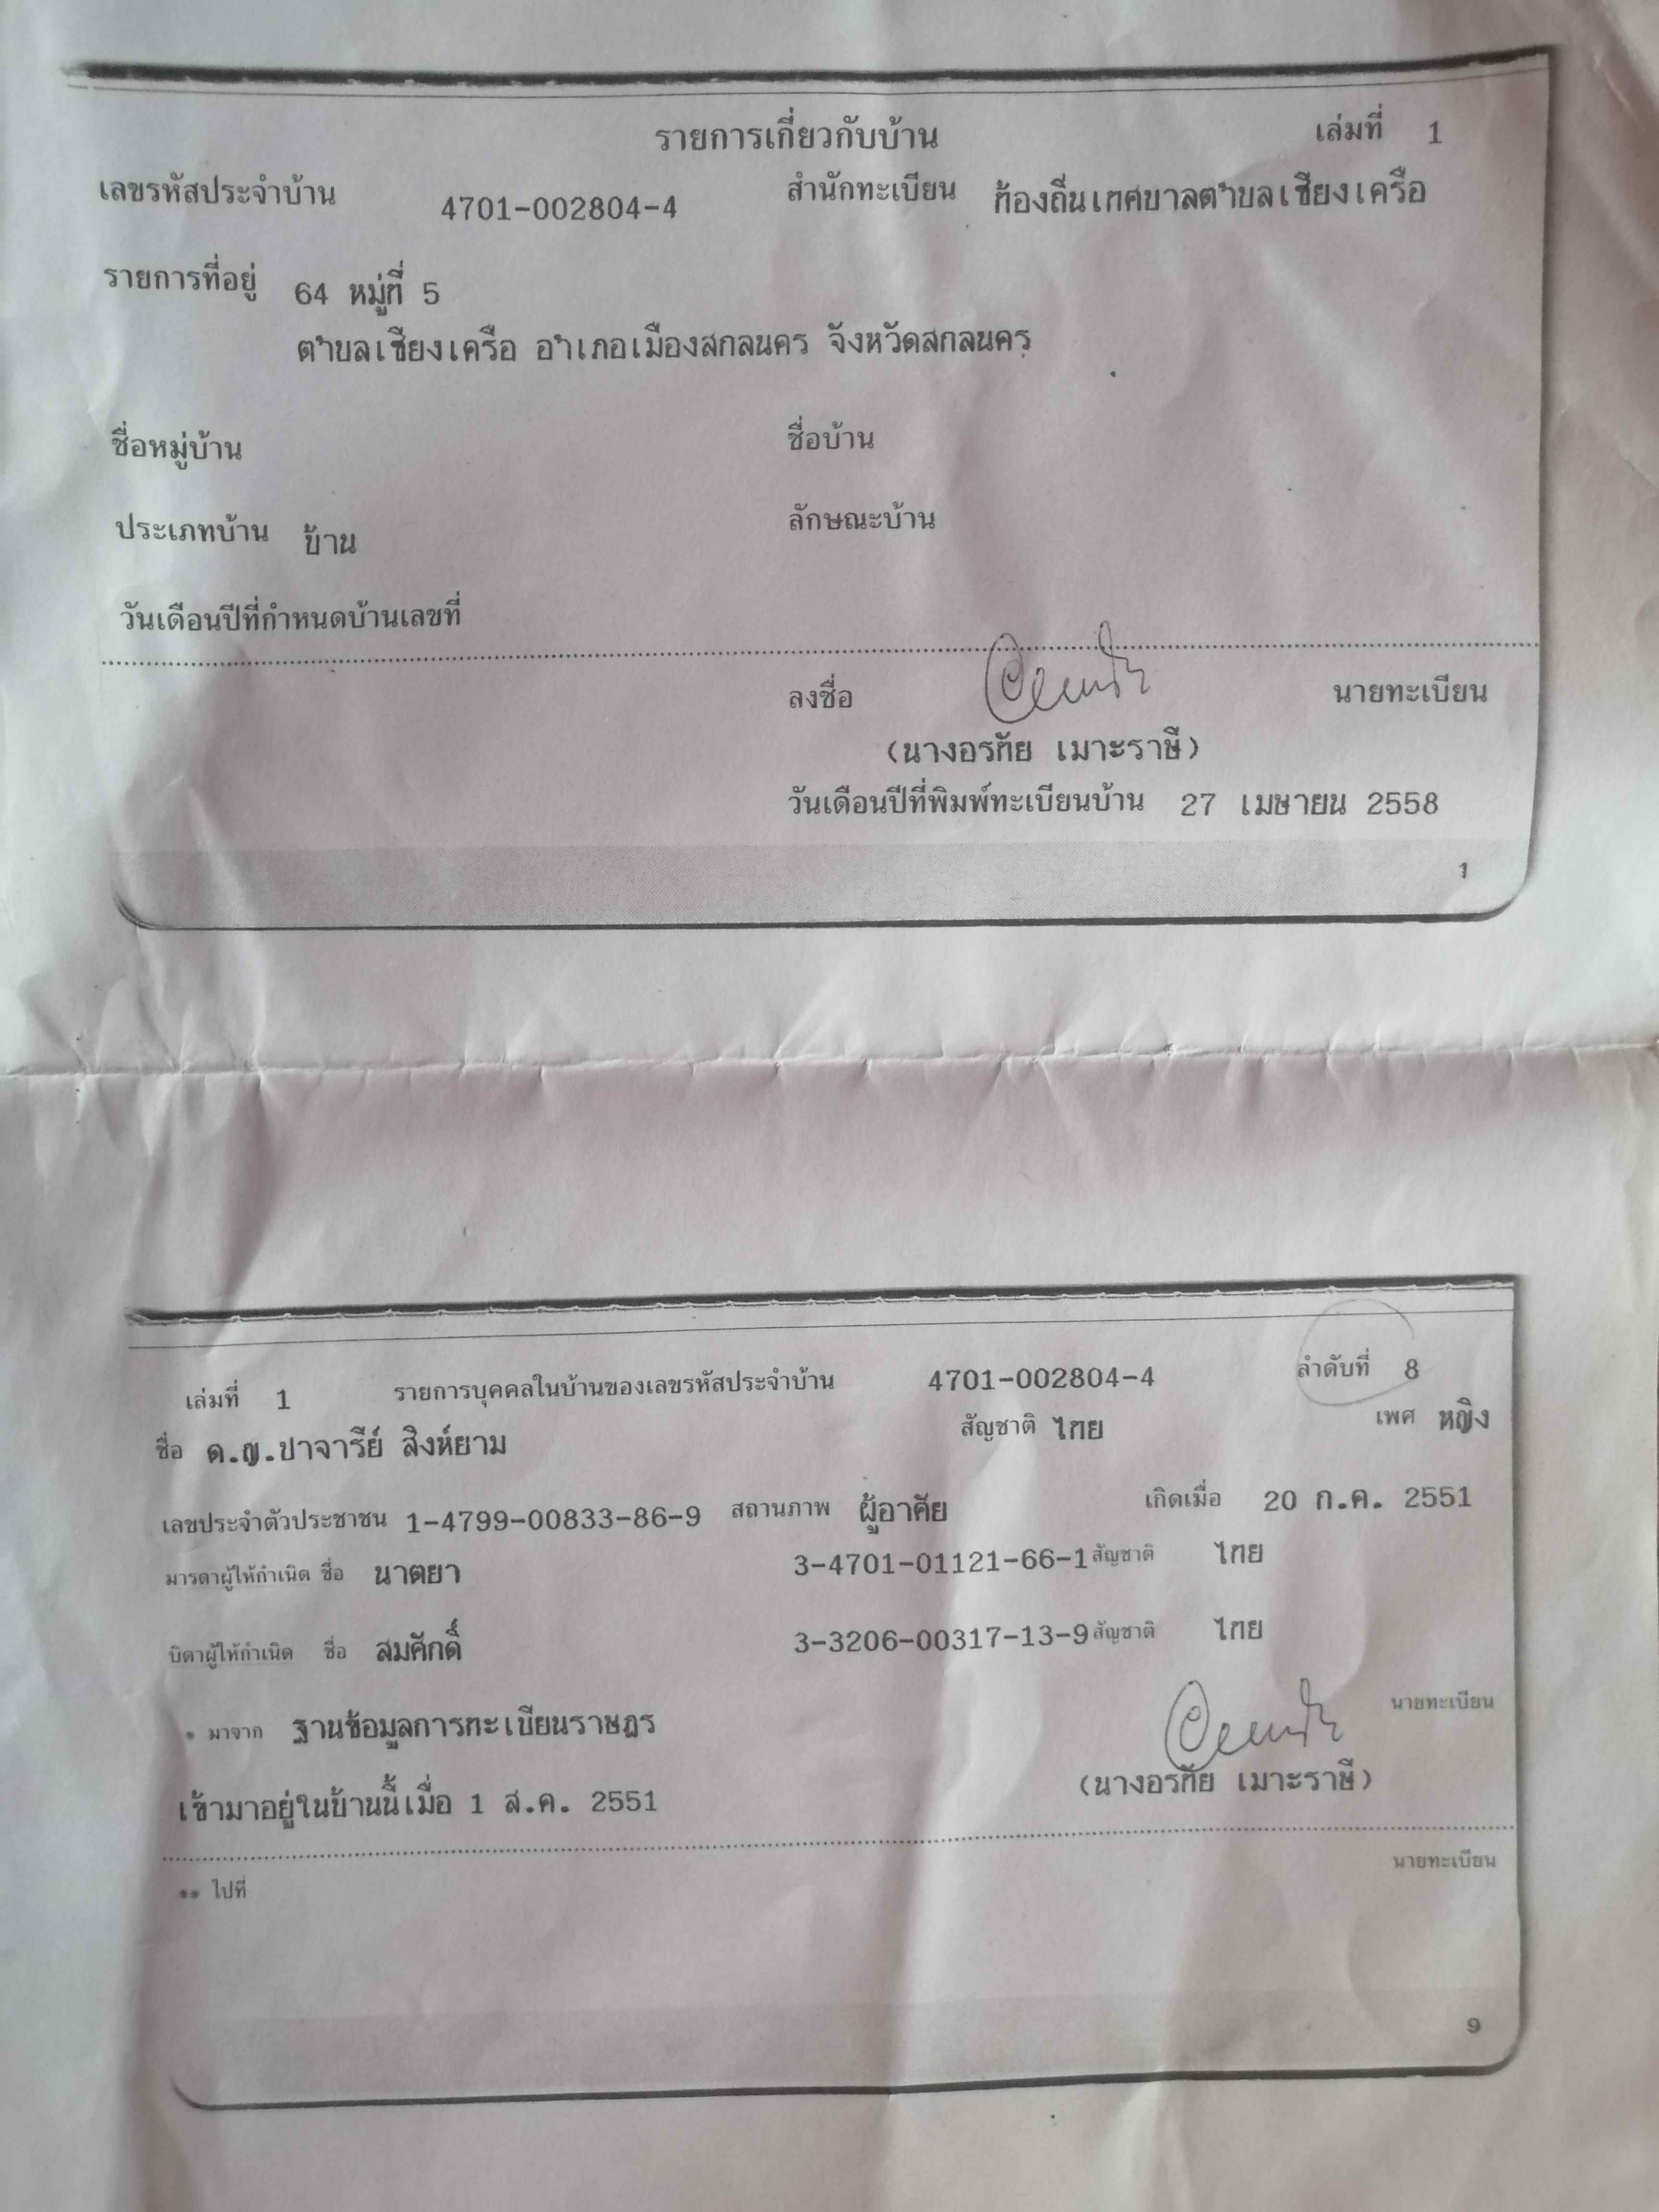 รายการเกี่ยวกับบ้าน เล่มที่ 1
เลขรหัสประจำบ้าน 4701-002804-4 สำนักทะเบียน ท้องถิ่นเทศบาลตำบลเชียงเครือ
รายการที่อยู่ 64 หมู่ที่ 5
ตำบลเชียงเครือ อำเภอเมืองสกลนคร จังหวัดสกลนคร
ชื่อหมู่บ้าน ชื่อบ้าน
ประเภทบ้าน บ้าน ลักษณะบ้าน
วันเดือนปีที่กำหนดบ้านเลขที่
ลงชื่อ นายทะเบียน
(นางอรทัย เมาะราษี)
วันเดือนปีที่พิมพ์ทะเบียนบ้าน 27 เมษายน 2558
1
เล่มที่ 1 รายการบุคคลในบ้านของเลขรหัสประจำบ้าน 4701-002804-4 ลำดับที่ 8
ชื่อ ด.ญ.ปาจารีย์ สิงห์ยาม สัญชาติ ไทย เพศ หญิง
เลขประจำตัวประชาชน 1-4799-00833-86-9 สถานภาพ ผู้อาศัย เกิดเมื่อ 20 ก.ค. 2551
มารดาผู้ให้กำเนิด ชื่อ นาตยา 3-4701-01121-66-1 สัญชาติ ไทย
บิดาผู้ให้กำเนิด ชื่อ สมศักดิ์ 3-3206-00317-13-9 สัญชาติ ไทย
* มาจาก ฐานข้อมูลการทะเบียนราษฎร นายทะเบียน
(นางอรทัย เมาะราษี)
เข้ามาอยู่ในบ้านนี้เมื่อ 1 ส.ค. 2551
นายทะเบียน
** ไปที่
9